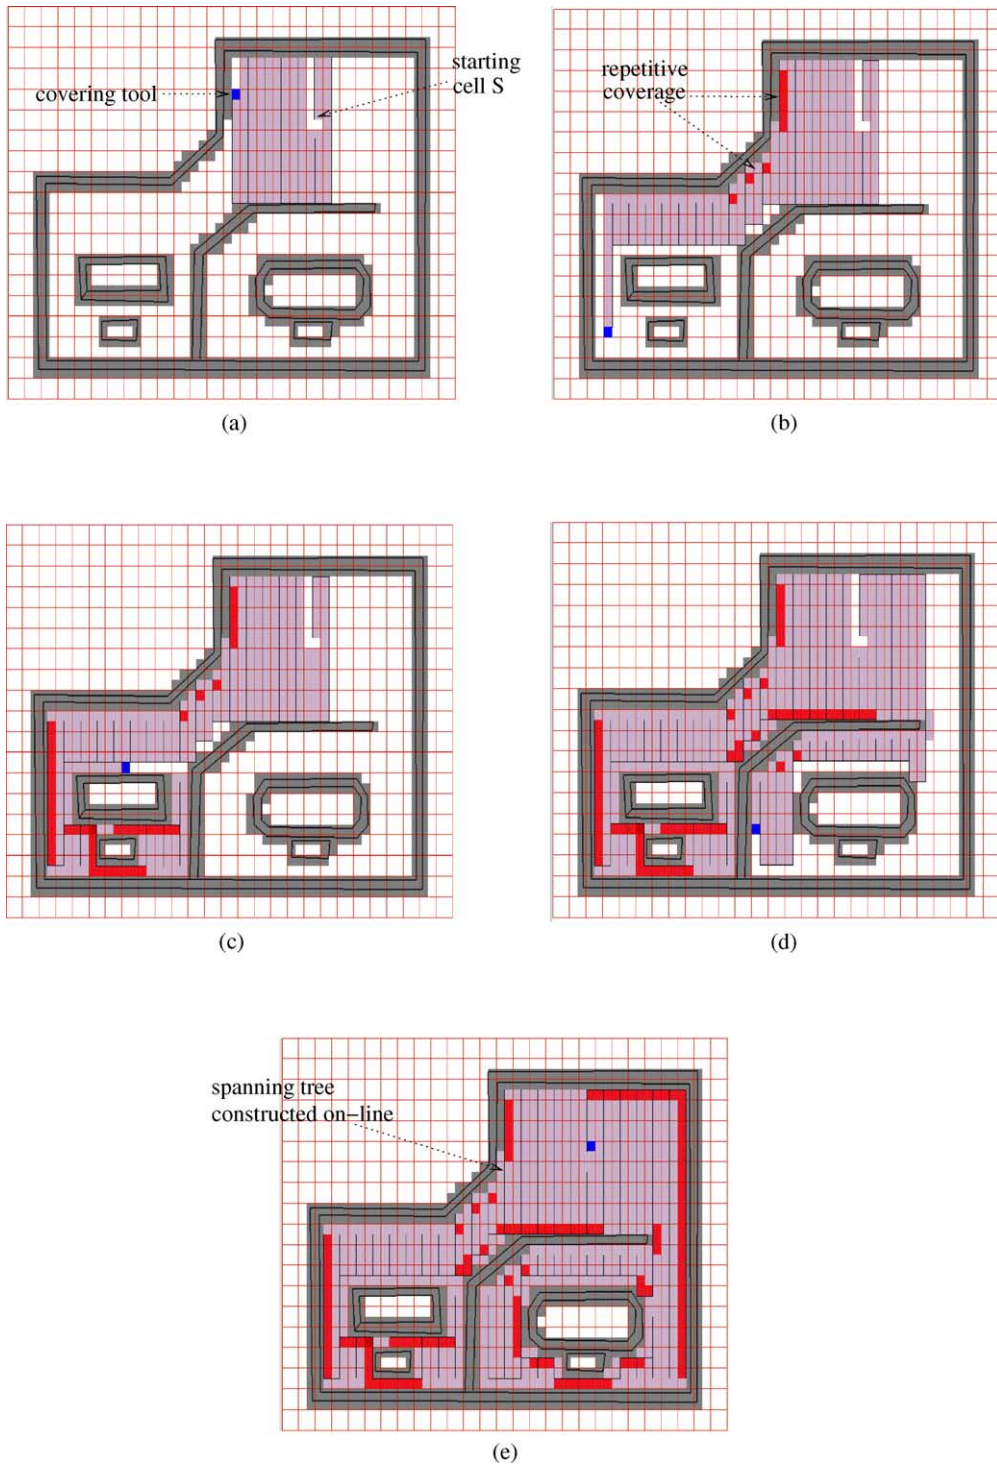 starting
cell S
covering tool
(a)
repetitive
coverage
(b)
(c)
(d)
spanning tree
constructed on−line
(e)